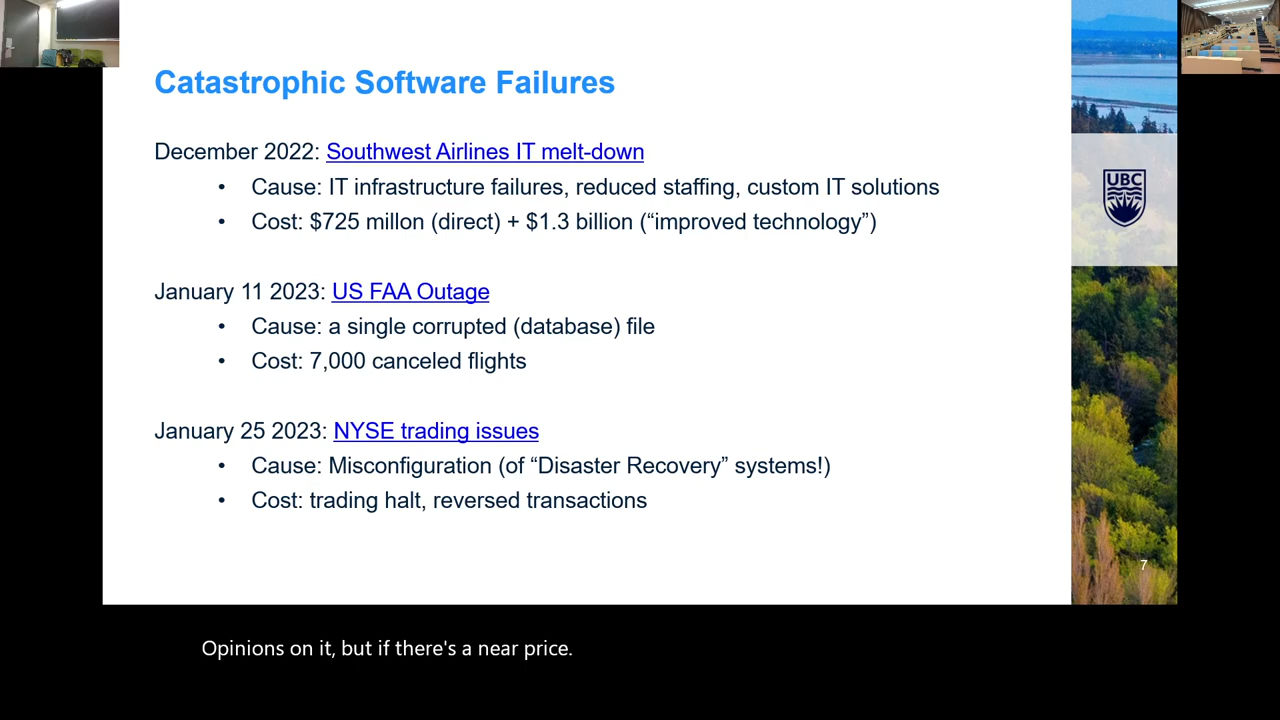 Catastrophic Software Failures
December 2022: Southwest Airlines IT melt-down
• Cause: IT infrastructure failures, reduced staffing, custom IT solutions
• Cost: $725 millon (direct) + $1.3 billion (“improved technology”)
UBC
January 11 2023: US FAA Outage
• Cause: a single corrupted (database) file
• Cost: 7,000 canceled flights
January 25 2023: NYSE trading issues
• Cause: Misconfiguration (of “Disaster Recovery” systems!)
• Cost: trading halt, reversed transactions
7
Opinions on it, but if there's a near price.